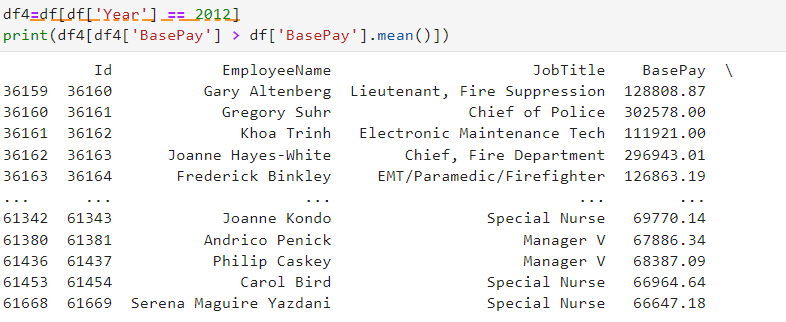 df4=df[df['Year'] == 2012]
print(df4[df4['BasePay'] > df['BasePay'].mean()])
Id EmployeeName JobTitle BasePay \
36159 36160 Gary Altenberg Lieutenant, Fire Suppression 128808.87
36160 36161 Gregory Suhr Chief of Police 302578.00
36161 36162 Khoa Trinh Electronic Maintenance Tech 111921.00
36162 36163 Joanne Hayes-White Chief, Fire Department 296943.01
36163 36164 Frederick Binkley EMT/Paramedic/Firefighter 126863.19
... ... ... ... ...
61342 61343 Joanne Kondo Special Nurse 69770.14
61380 61381 Andrico Penick Manager V 67886.34
61436 61437 Philip Caskey Manager V 68387.09
61453 61454 Carol Bird Special Nurse 66964.64
61668 61669 Serena Maguire Yazdani Special Nurse 66647.18